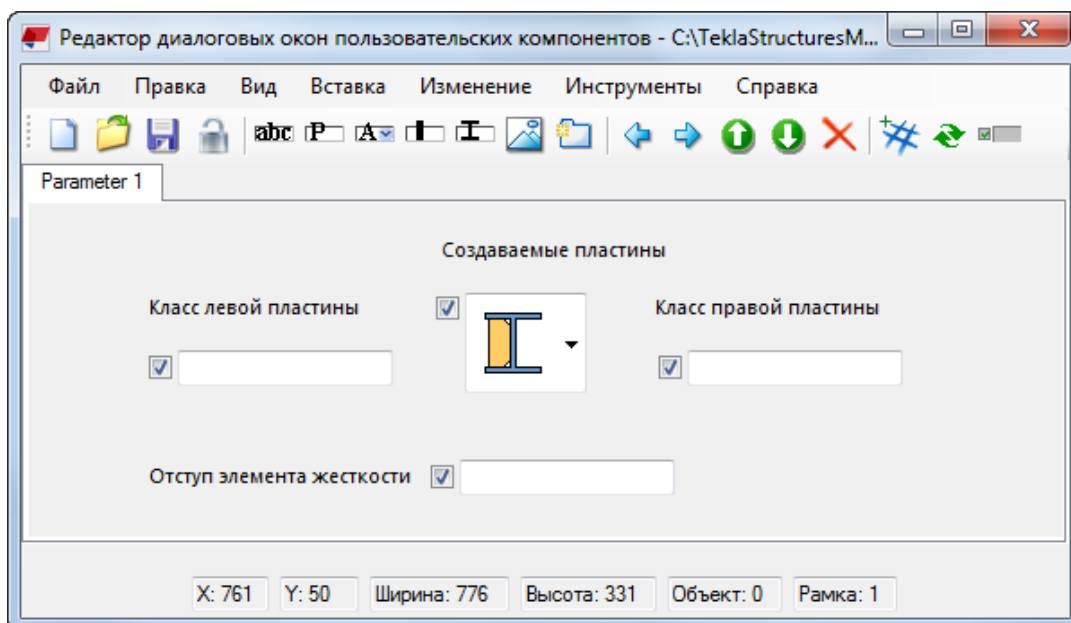 Редактор диалоговых окон пользовательских компонентов - C:\TeklaStructuresM...
Файл Правка Вид Вставка Изменение Инструменты Справка
abc P A
Parameter 1
Создаваемые пластины
Класс левой пластины Класс правой пластины
Отступ элемента жесткости
X: 761 Y: 50 Ширина: 776 Высота: 331 Объект: 0 Рамка: 1